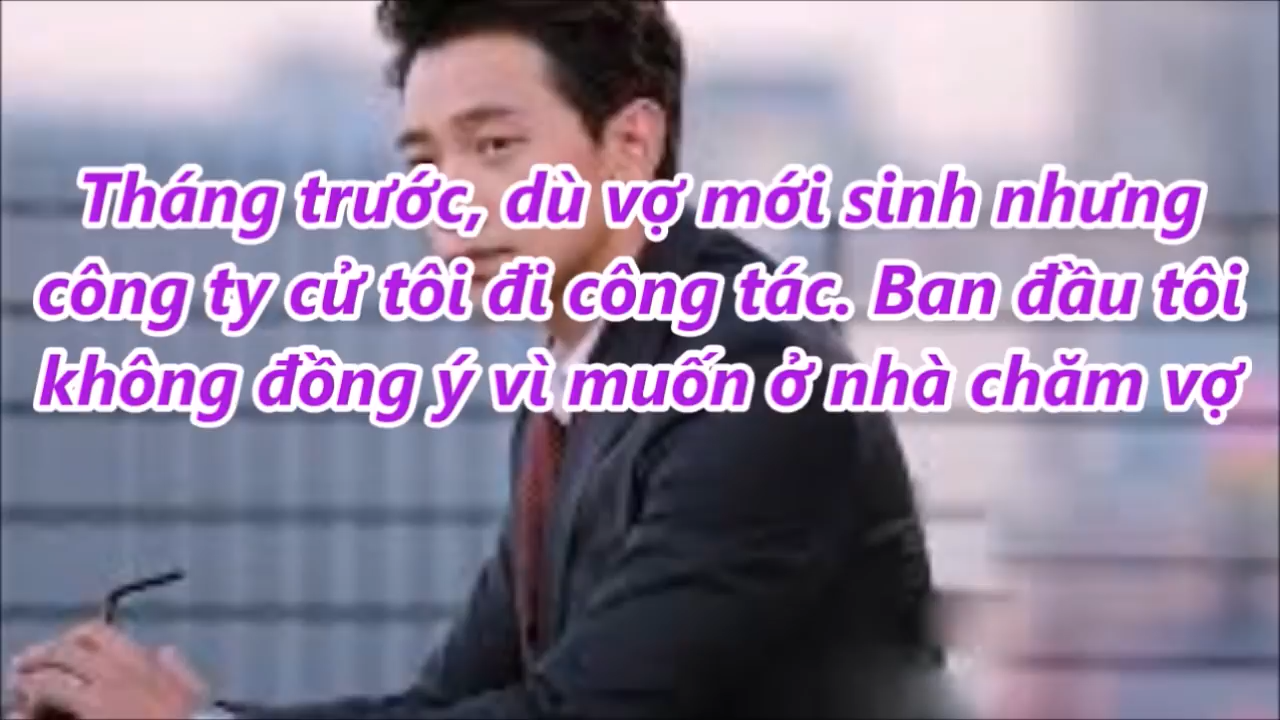 Tháng trước, dù vợ mới sinh nhưng
công ty cử tôi đi công tác. Ban đầu tôi
không đồng ý vì muốn ở nhà chăm vợ